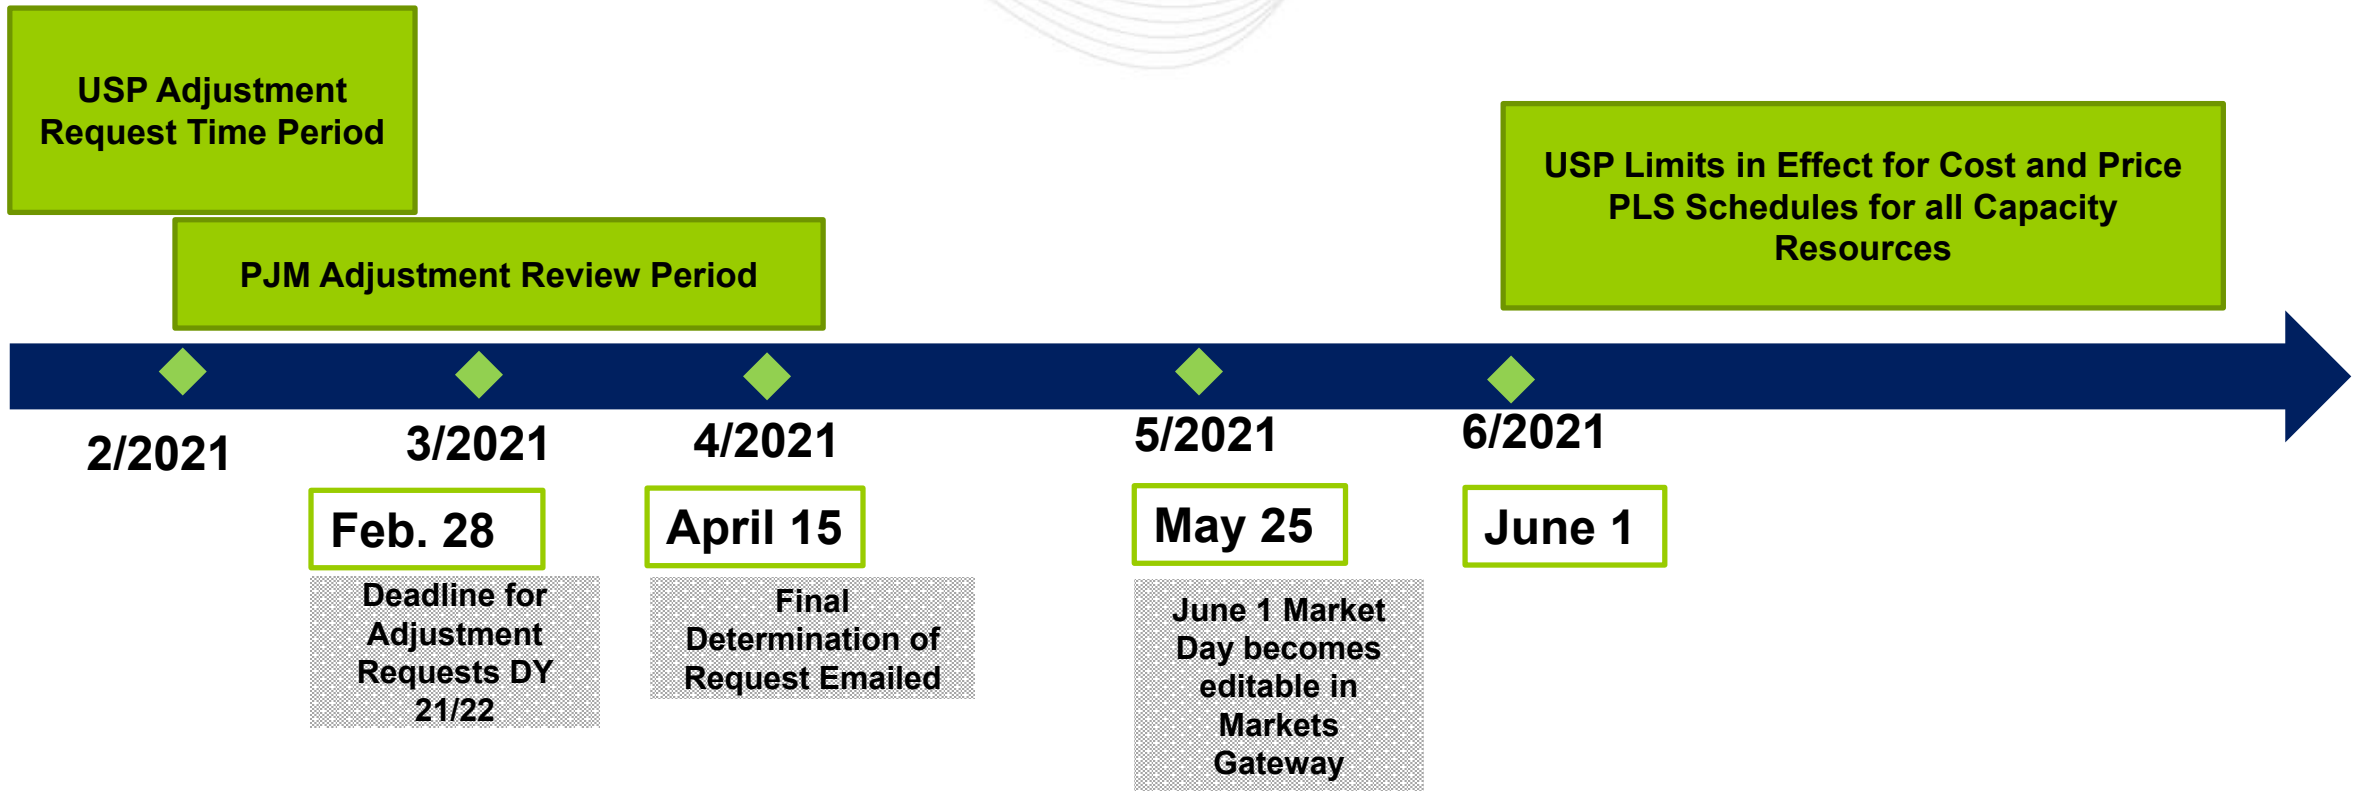 USP Adjustment
Request Time Period
PJM Adjustment Review Period
USP Limits in Effect for Cost and Price
PLS Schedules for all Capacity
Resources
2/2021
3/2021
4/2021
5/2021
6/2021
Feb. 28
April 15
May 25
June 1
Deadline for
Adjustment
Requests DY
21/22
Final
Determination of
Request Emailed
June 1 Market
Day becomes
editable in
Markets
Gateway